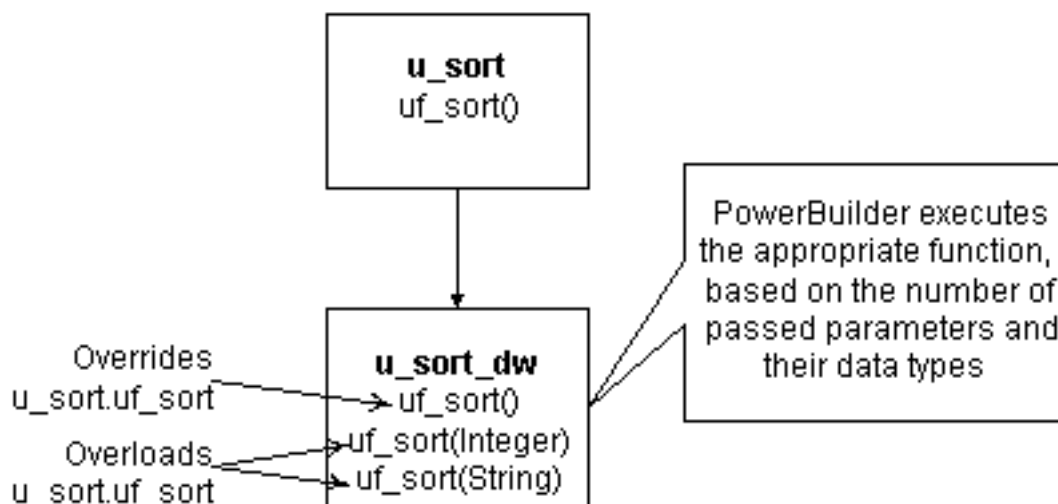 u_sort
uf_sort()
PowerBuilder executes
the appropriate function,
based on the number of
passed parameters and
their data types
Overrides
u_sort.uf_sort
Overloads
u_sort.uf_sort
u_sort_dw
uf_sort()
uf_sort(Integer)
uf_sort(String)